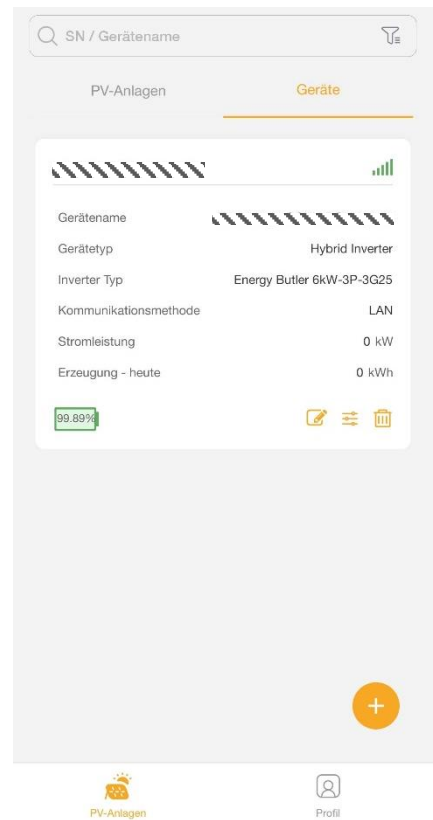 SN / Gerätename
PV-Anlagen Geräte
Gerätename
Gerätetyp Hybrid Inverter
Inverter Typ Energy Butler 6kW-3P-3G25
Kommunikationsmethode LAN
Stromleistung 0 kW
Erzeugung - heute 0 kWh
99.89%
PV-Anlagen Profil